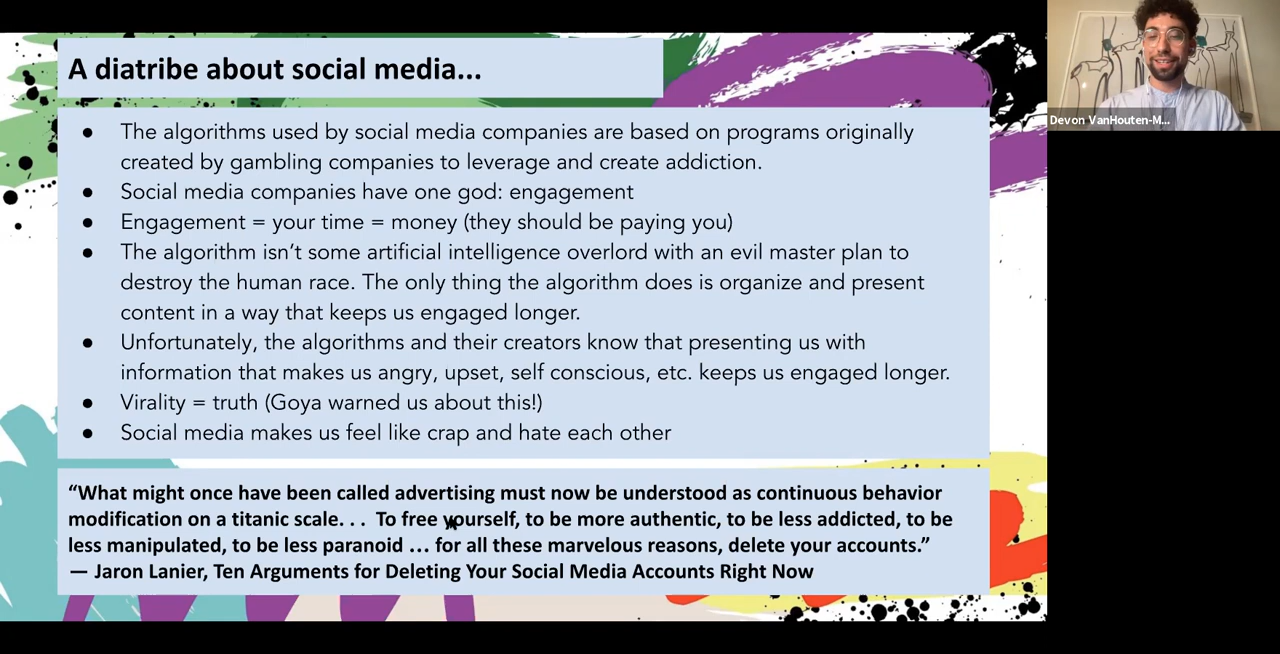 A diatribe about social media...
● The algorithms used by social media companies are based on programs originally
created by gambling companies to leverage and create addiction.
● Social media companies have one god: engagement
● Engagement = your time = money (they should be paying you)
● The algorithm isn’t some artificial intelligence overlord with an evil master plan to
destroy the human race. The only thing the algorithm does is organize and present
content in a way that keeps us engaged longer.
● Unfortunately, the algorithms and their creators know that presenting us with
information that makes us angry, upset, self conscious, etc. keeps us engaged longer.
● Virality = truth (Goya warned us about this!)
● Social media makes us feel like crap and hate each other
“What might once have been called advertising must now be understood as continuous behavior
modification on a titanic scale. . .  To free yourself, to be more authentic, to be less addicted, to be
less manipulated, to be less paranoid … for all these marvelous reasons, delete your accounts.”
― Jaron Lanier, Ten Arguments for Deleting Your Social Media Accounts Right Now
Devon VanHouten-M...